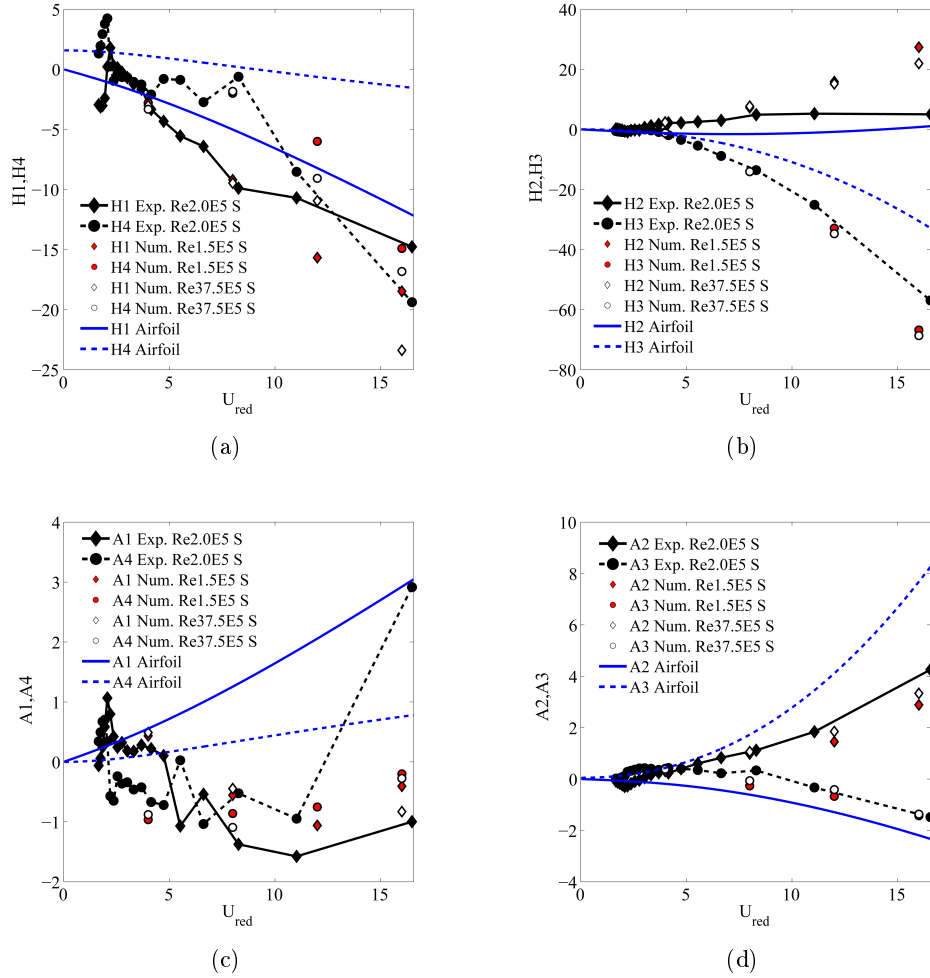 5
0
−5
−10
−15
−20
−25
0
5
10
15
H1,H4
U_red
H1 Exp. Re2.0E5 S
H4 Exp. Re2.0E5 S
H1 Num. Re1.5E5 S
H4 Num. Re1.5E5 S
H1 Num. Re37.5E5 S
H4 Num. Re37.5E5 S
H1 Airfoil
H4 Airfoil
(a)
40
20
0
−20
−40
−60
−80
0
5
10
15
H2,H3
U_red
H2 Exp. Re2.0E5 S
H3 Exp. Re2.0E5 S
H2 Num. Re1.5E5 S
H3 Num. Re1.5E5 S
H2 Num. Re37.5E5 S
H3 Num. Re37.5E5 S
H2 Airfoil
H3 Airfoil
(b)
4
3
2
1
0
−1
−2
0
5
10
15
A1,A4
U_red
A1 Exp. Re2.0E5 S
A4 Exp. Re2.0E5 S
A1 Num. Re1.5E5 S
A4 Num. Re1.5E5 S
A1 Num. Re37.5E5 S
A4 Num. Re37.5E5 S
A1 Airfoil
A4 Airfoil
(c)
10
8
6
4
2
0
−2
−4
0
5
10
15
A2,A3
U_red
A2 Exp. Re2.0E5 S
A3 Exp. Re2.0E5 S
A2 Num. Re1.5E5 S
A3 Num. Re1.5E5 S
A2 Num. Re37.5E5 S
A3 Num. Re37.5E5 S
A2 Airfoil
A3 Airfoil
(d)